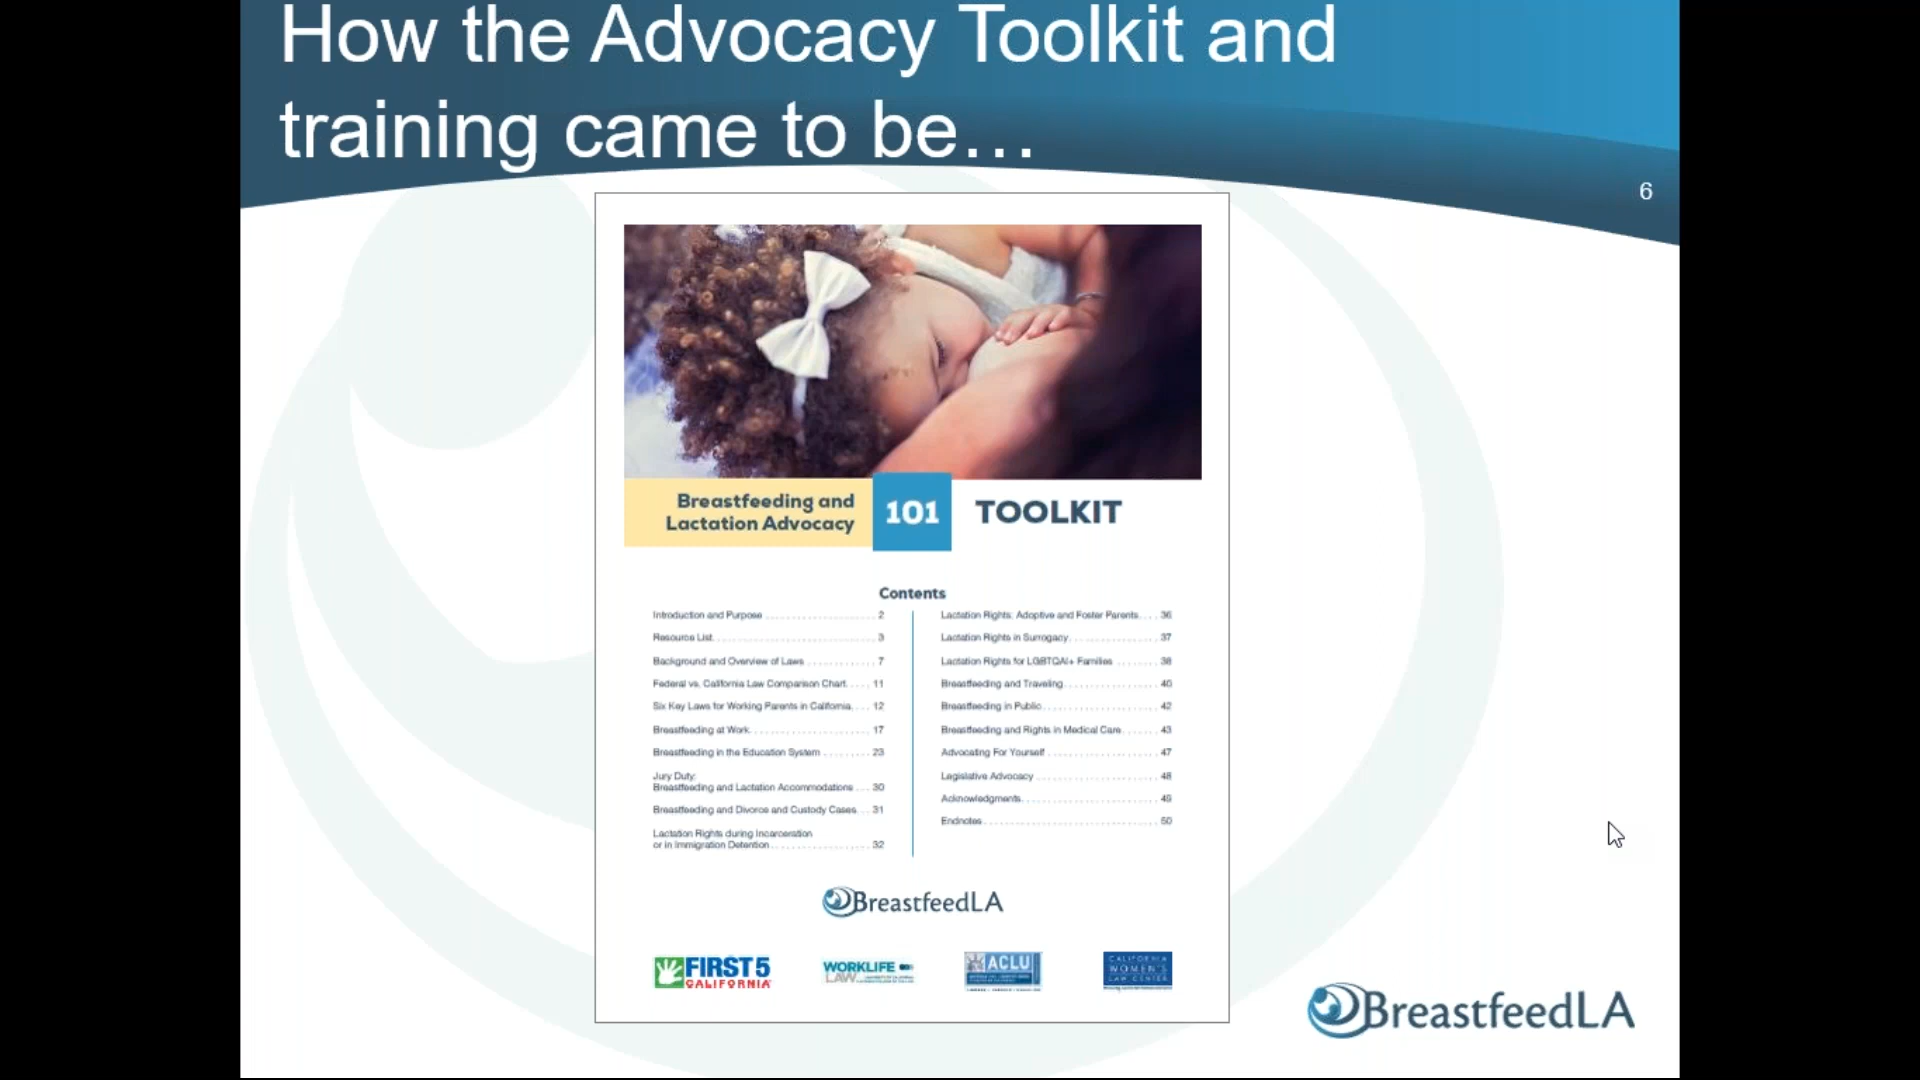 How the Advocacy Toolkit and
training came to be…
6
Breastfeeding and
Lactation Advocacy
101
TOOLKIT
Contents
Introduction and Purpose 2
Resource List 3
Background and Overview of Laws 7
Federal vs. California Law Comparison Chart 11
Six Key Laws for Working Parents in California 12
Breastfeeding at Work 17
Breastfeeding in the Education System 23
Jury Duty:
Breastfeeding and Lactation Accommodations 30
Breastfeeding and Divorce and Custody Cases 31
Lactation Rights during Incarceration
or in Immigration Detention 32
Lactation Rights: Adoptive and Foster Parents 36
Lactation Rights in Surrogacy 37
Lactation Rights for LGBTQAI+ Families 38
Breastfeeding and Traveling 40
Breastfeeding in Public 42
Breastfeeding and Rights in Medical Care 43
Advocating For Yourself 47
Legislative Advocacy 48
Acknowledgments 49
Endnotes 50
BreastfeedLA
FIRST 5
CALIFORNIA
WORKLIFE
LAW
ACLU
CALIFORNIA
WOMEN'S
LAW CENTER
BreastfeedLA